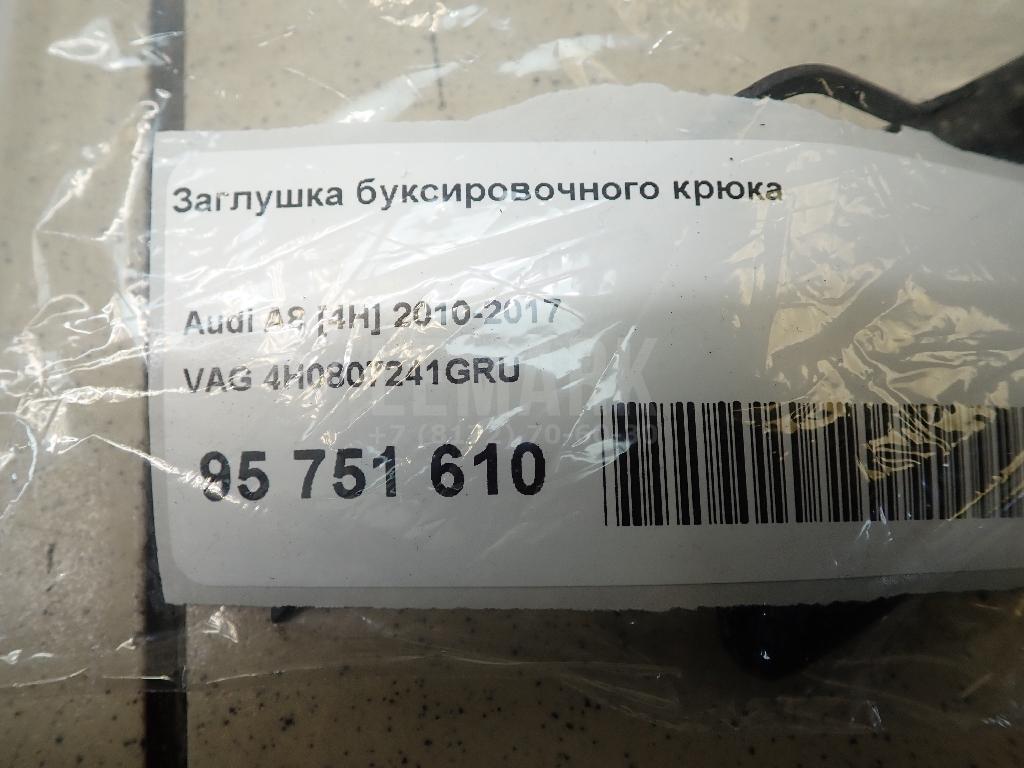 Заглушка буксировочного крюка
Audi A8 [4H] 2010-2017
VAG 4H0807241GRU
95 751 610